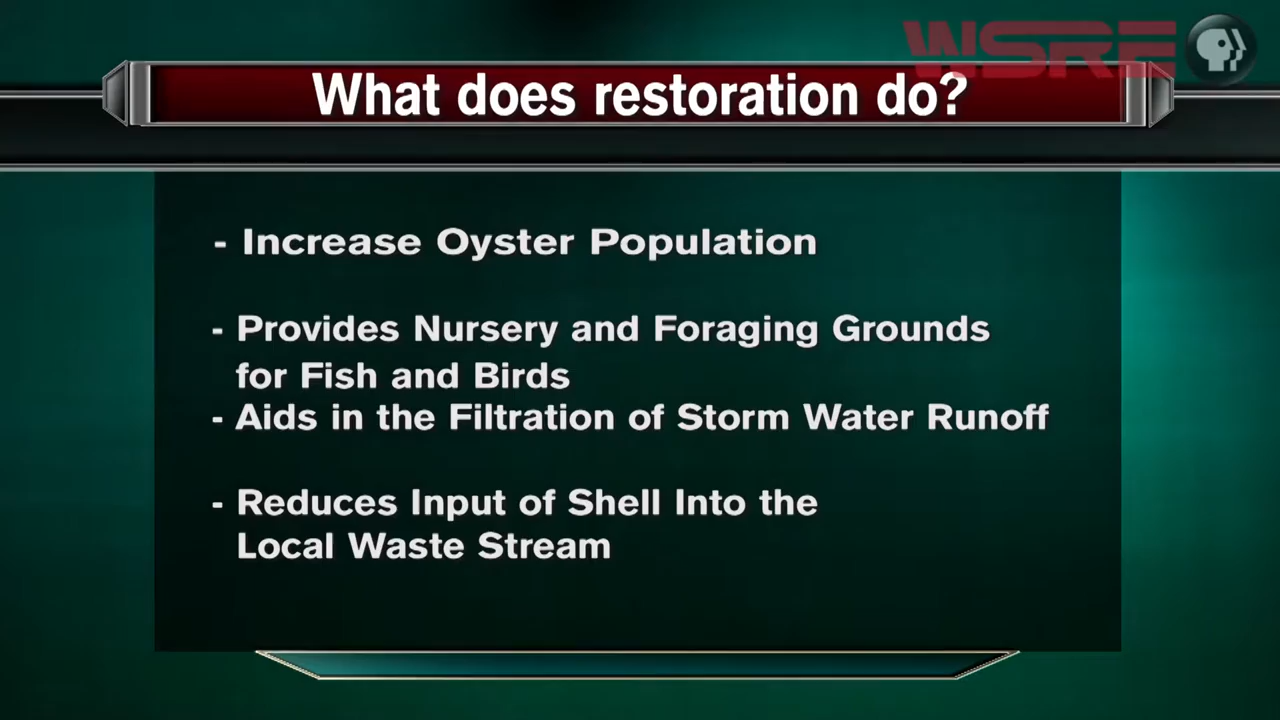 WSRE
What does restoration do?
- Increase Oyster Population
- Provides Nursery and Foraging Grounds
for Fish and Birds
- Aids in the Filtration of Storm Water Runoff
- Reduces Input of Shell Into the
Local Waste Stream